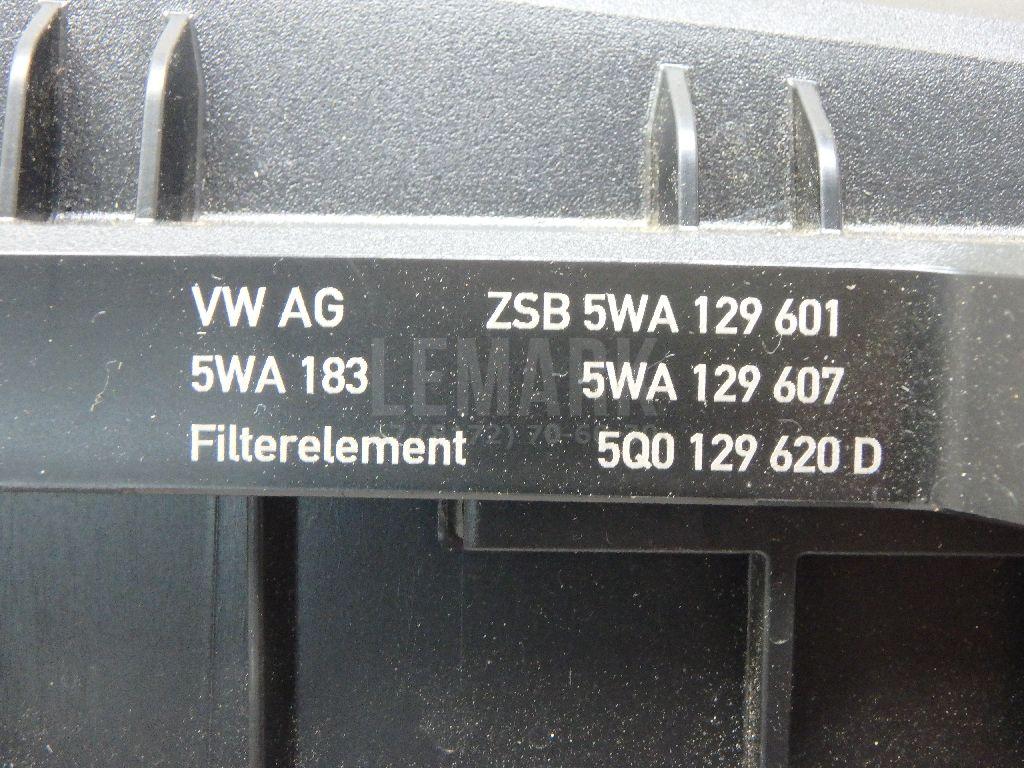 VW AG ZSB 5WA 129 601
5WA 183 5WA 129 607
LEMARK
Filterelement 5Q0 129 620 D